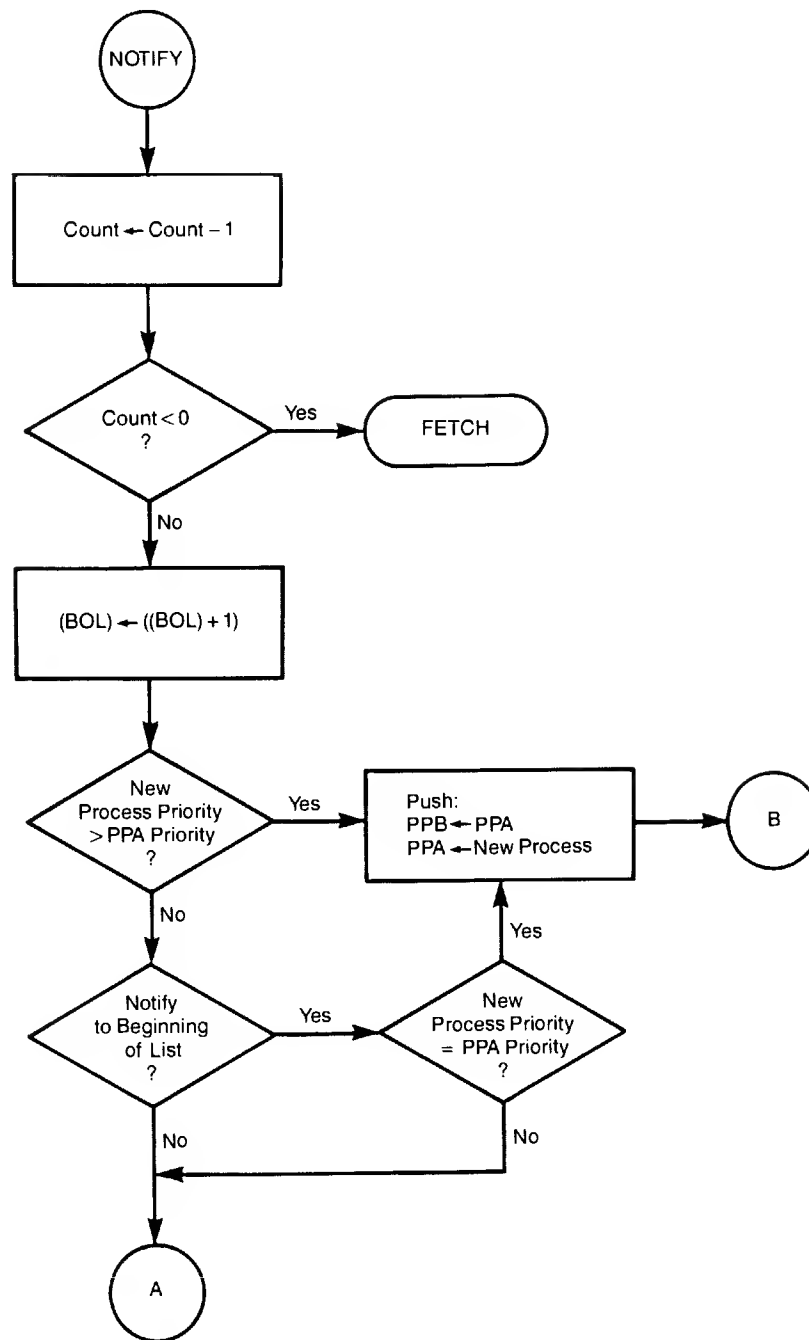 NOTIFY
Count ← Count – 1
Count < 0
?
Yes
FETCH
No
(BOL) ← ((BOL) + 1)
New
Process Priority
> PPA Priority
?
Yes
Push:
PPB ← PPA
PPA ← New Process
B
No
Yes
Notify
to Beginning
of List
?
Yes
New
Process Priority
= PPA Priority
?
No
No
A